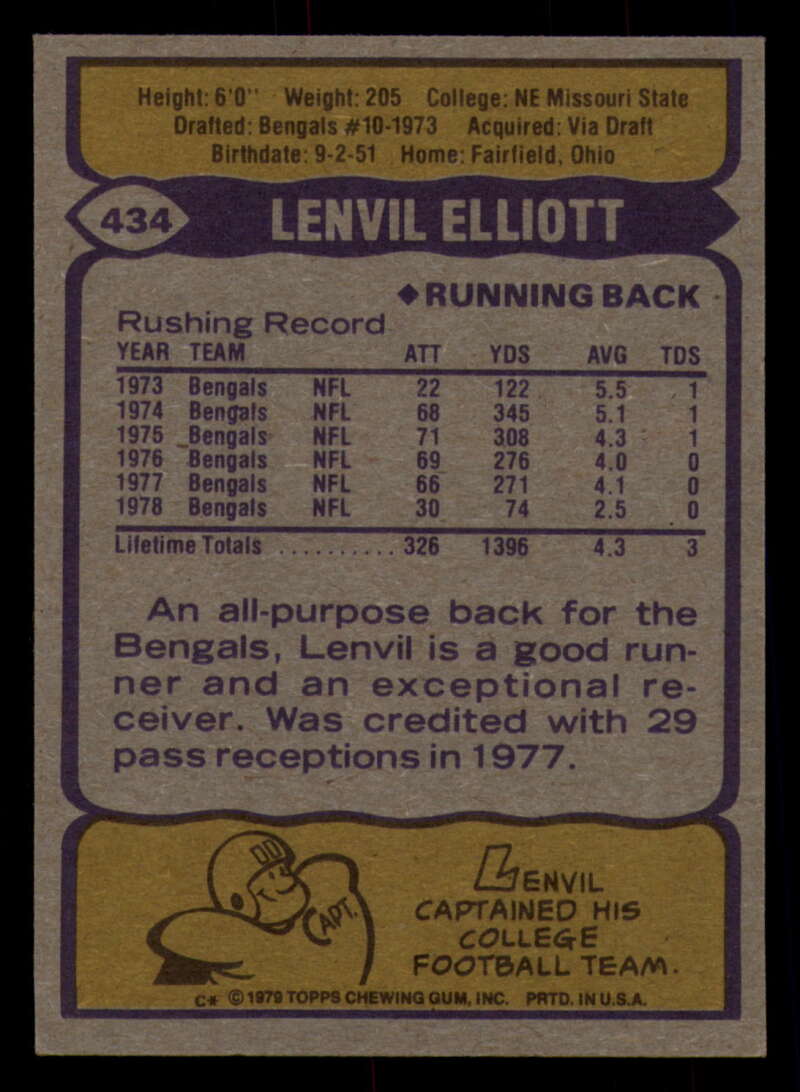 Height: 6'0" Weight: 205 College: NE Missouri State
Drafted: Bengals #10-1973 Acquired: Via Draft
Birthdate: 9-2-51 Home: Fairfield, Ohio
434 LENVIL ELLIOTT
◆RUNNING BACK
Rushing Record
YEAR TEAM ATT YDS AVG TDS
1973 Bengals NFL 22 122 5.5 1
1974 Bengals NFL 68 345 5.1 1
1975 Bengals NFL 71 308 4.3 1
1976 Bengals NFL 69 276 4.0 0
1977 Bengals NFL 66 271 4.1 0
1978 Bengals NFL 30 74 2.5 0
Lifetime Totals .......... 326 1396 4.3 3
An all-purpose back for the
Bengals, Lenvil is a good run-
ner and an exceptional re-
ceiver. Was credited with 29
pass receptions in 1977.
DD
CAPT.
LENVIL
CAPTAINED HIS
COLLEGE
FOOTBALL TEAM.
C* ©1979 TOPPS CHEWING GUM, INC. PRTD. IN U.S.A.